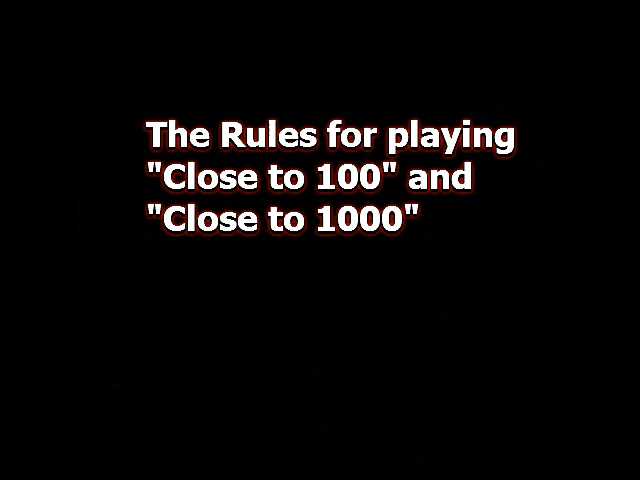 The Rules for playing
"Close to 100" and
"Close to 1000"